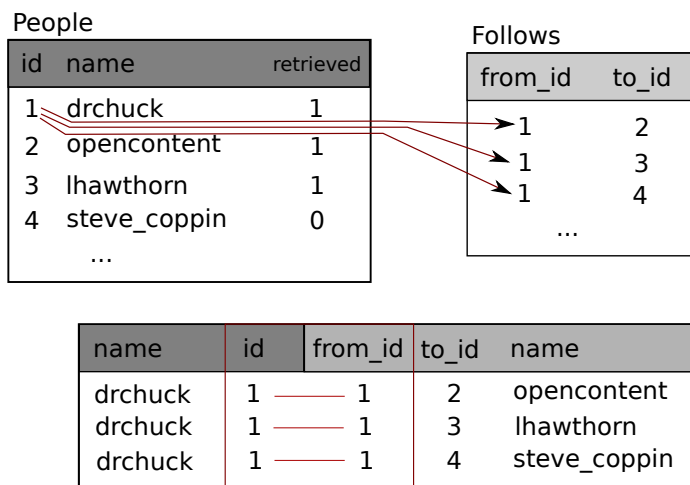 People
id name retrieved
1 drchuck 1
2 opencontent 1
3 lhawthorn 1
4 steve_coppin 0
...
Follows
from_id to_id
1 2
1 3
1 4
...
name id from_id to_id name
drchuck 1 1 2 opencontent
drchuck 1 1 3 lhawthorn
drchuck 1 1 4 steve_coppin